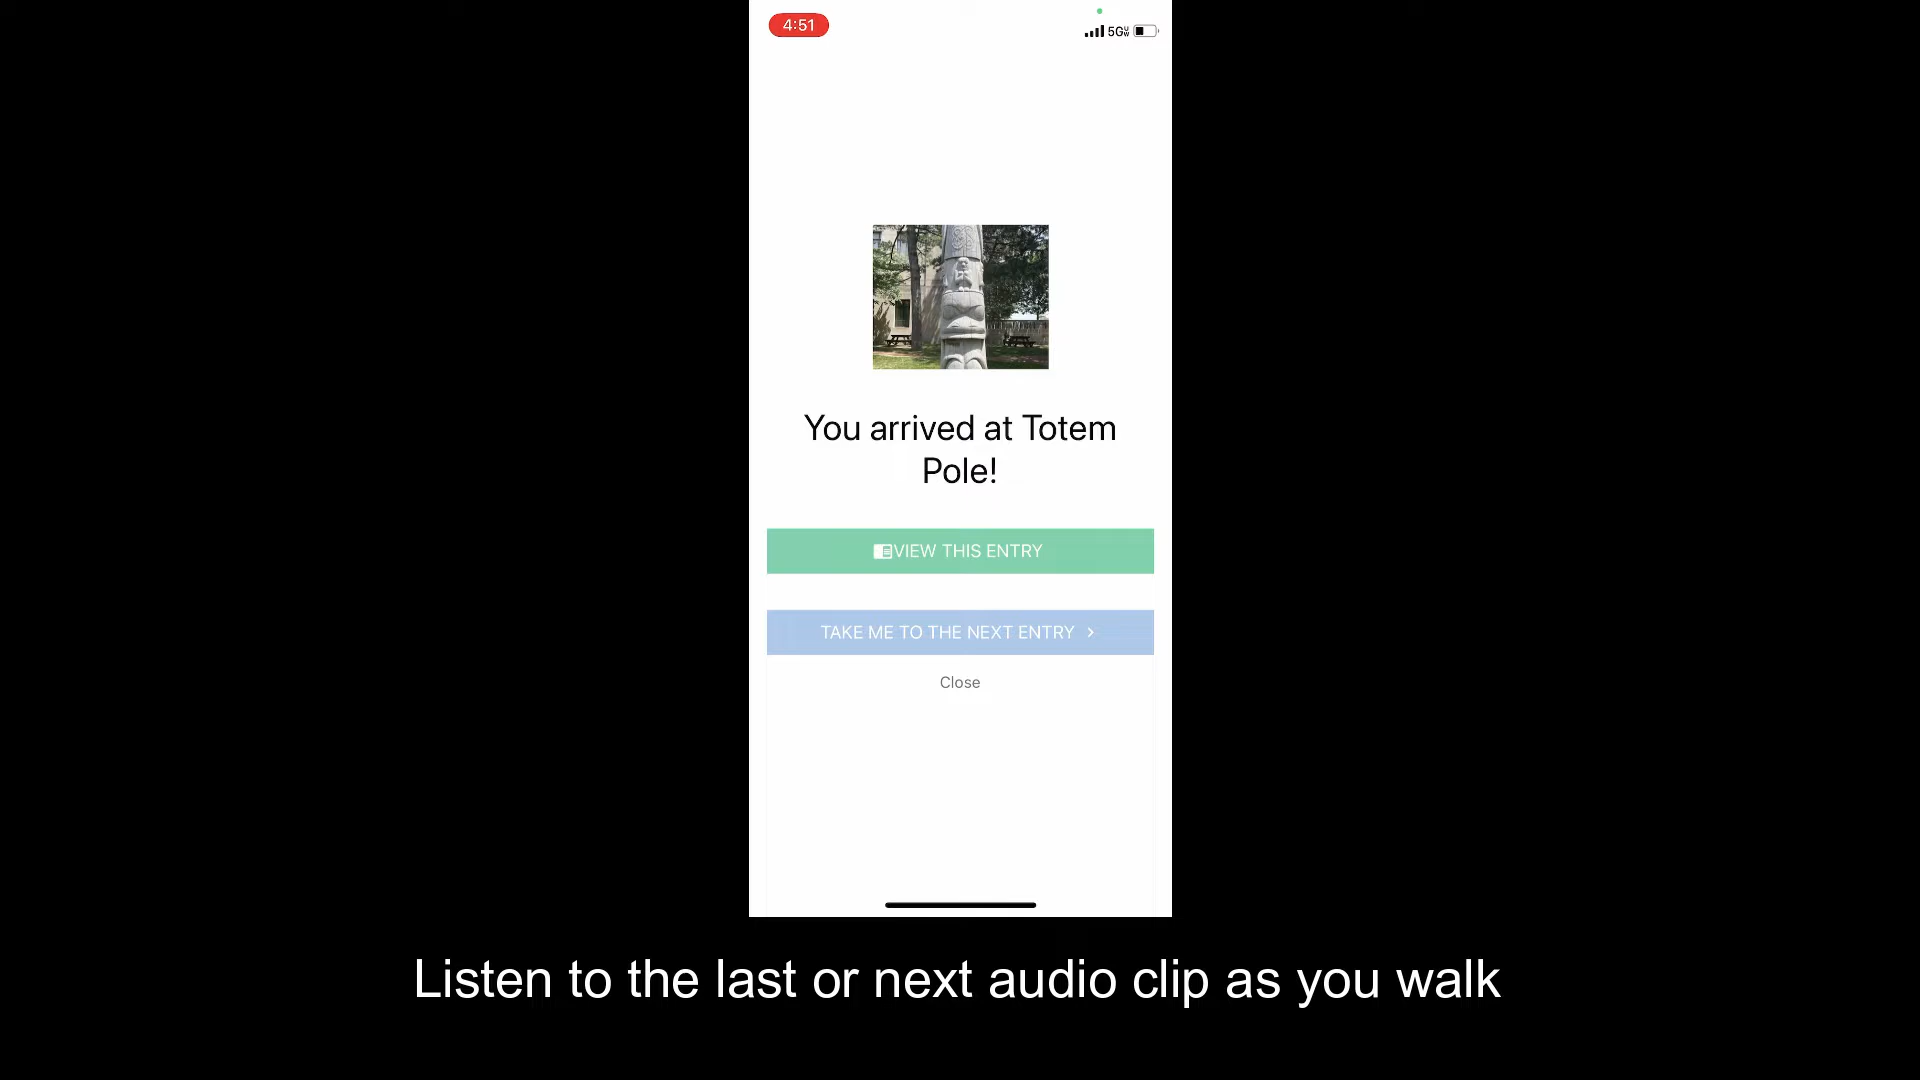 4:51
5G
You arrived at Totem
Pole!
VIEW THIS ENTRY
TAKE ME TO THE NEXT ENTRY
Close
Listen to the last or next audio clip as you walk